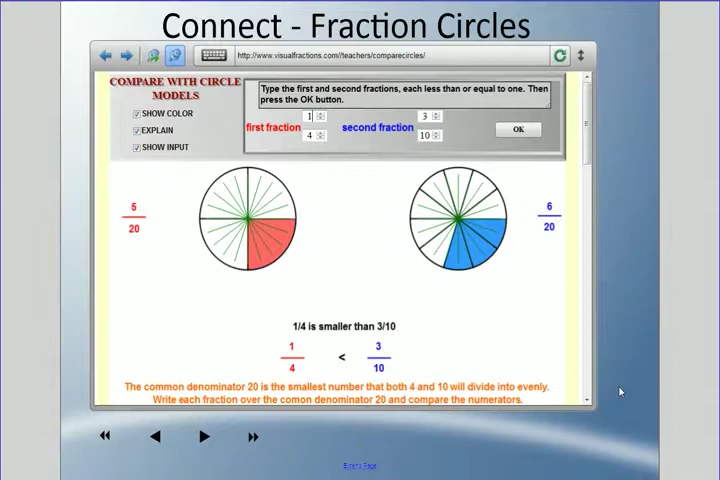 Connect - Fraction Circles
http://www.visualfractions.com//teachers/comparecircles/
COMPARE WITH CIRCLE
MODELS
SHOW COLOR
EXPLAIN
SHOW INPUT
Type the first and second fractions, each less than or equal to one. Then
press the OK button.
first fraction
1
4
second fraction
3
10
OK
5
20
6
20
1/4 is smaller than 3/10
1
4
<
3
10
The common denominator 20 is the smallest number that both 4 and 10 will divide into evenly.
Write each fraction over the comon denominator 20 and compare the numerators.
Extend Page